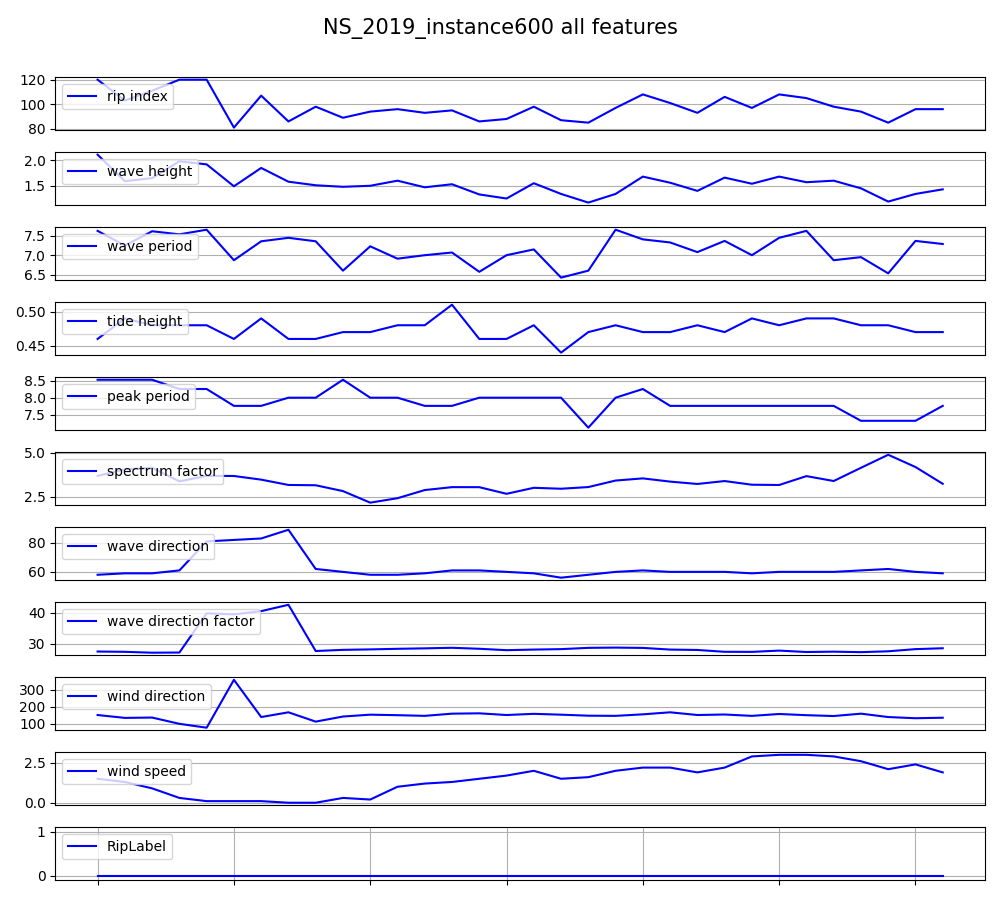 NS_2019_instance600 all features
120
100
80
rip index
2.0
1.5
wave height
7.5
7.0
6.5
wave period
0.50
0.45
tide height
8.5
8.0
7.5
peak period
5.0
2.5
spectrum factor
80
60
wave direction
40
30
wave direction factor
300
200
100
wind direction
2.5
0.0
wind speed
1
0
RipLabel